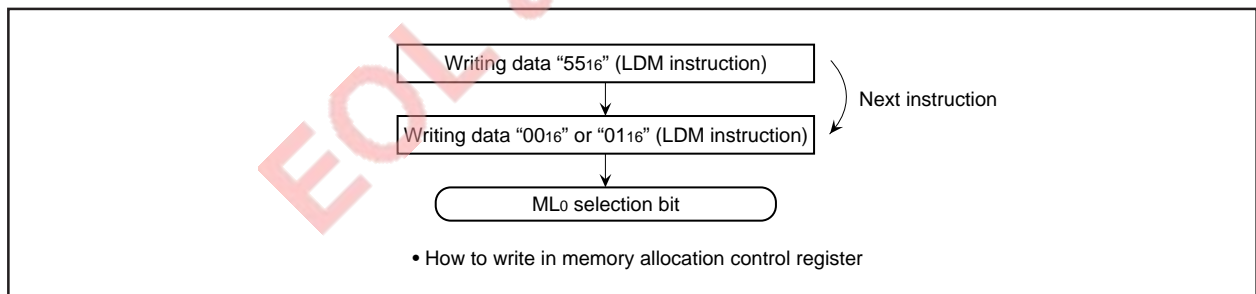 EOL
Writing data “5516” (LDM instruction)
Next instruction
Writing data “0016” or “0116” (LDM instruction)
ML0 selection bit
• How to write in memory allocation control register